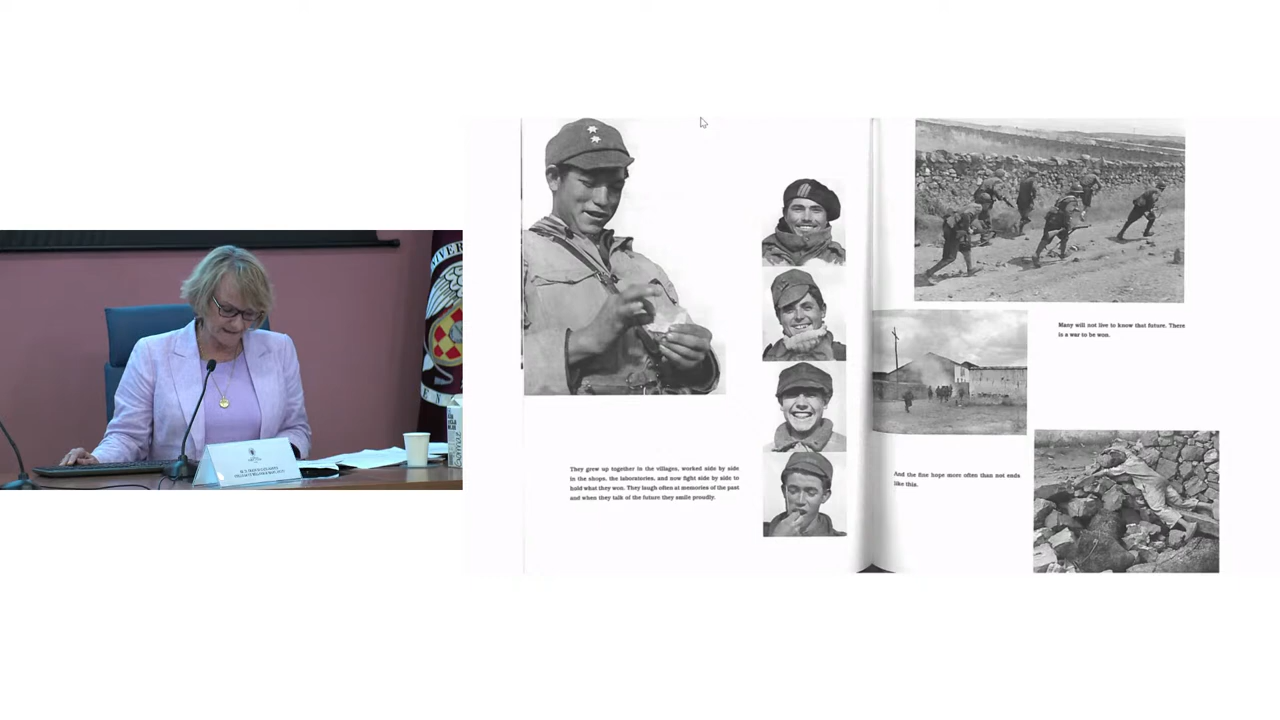 They grew up together in the villages, worked side by side
in the shops, the laboratories, and now fight side by side to
hold what they won. They laugh often at memories of the past
and when they talk of the future they smile proudly.
Many will not live to know that future. There
is a war to be won.
And the fine hope more often than not ends
like this.